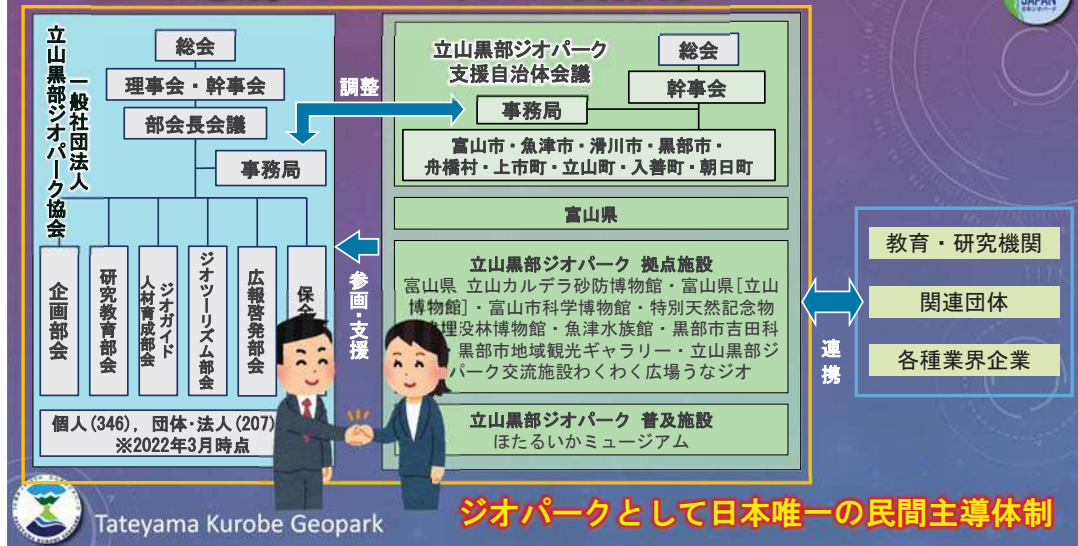 JAPAN
一般社団法人
立山黒部ジオパーク協会
総会
理事会・幹事会
部会長会議
事務局
企画部会
研究教育部会
ジオガイド
人材育成部会
ジオツーリズム部会
広報啓発部会
保
個人(346), 団体・法人(207)
※2022年3月時点
調整
参画・支援
立山黒部ジオパーク
支援自治体会議
総会
幹事会
事務局
富山市・魚津市・滑川市・黒部市・
舟橋村・上市町・立山町・入善町・朝日町
富山県
立山黒部ジオパーク 拠点施設
富山県 立山カルデラ砂防博物館・富山県[立山
博物館]・富山市科学博物館・特別天然記念物
埋没林博物館・魚津水族館・黒部市吉田科
黒部市地域観光ギャラリー・立山黒部ジ
パーク交流施設わくわく広場うなジオ
立山黒部ジオパーク 普及施設
ほたるいかミュージアム
連携
教育・研究機関
関連団体
各種業界企業
Tateyama Kurobe Geopark
ジオパークとして日本唯一の民間主導体制